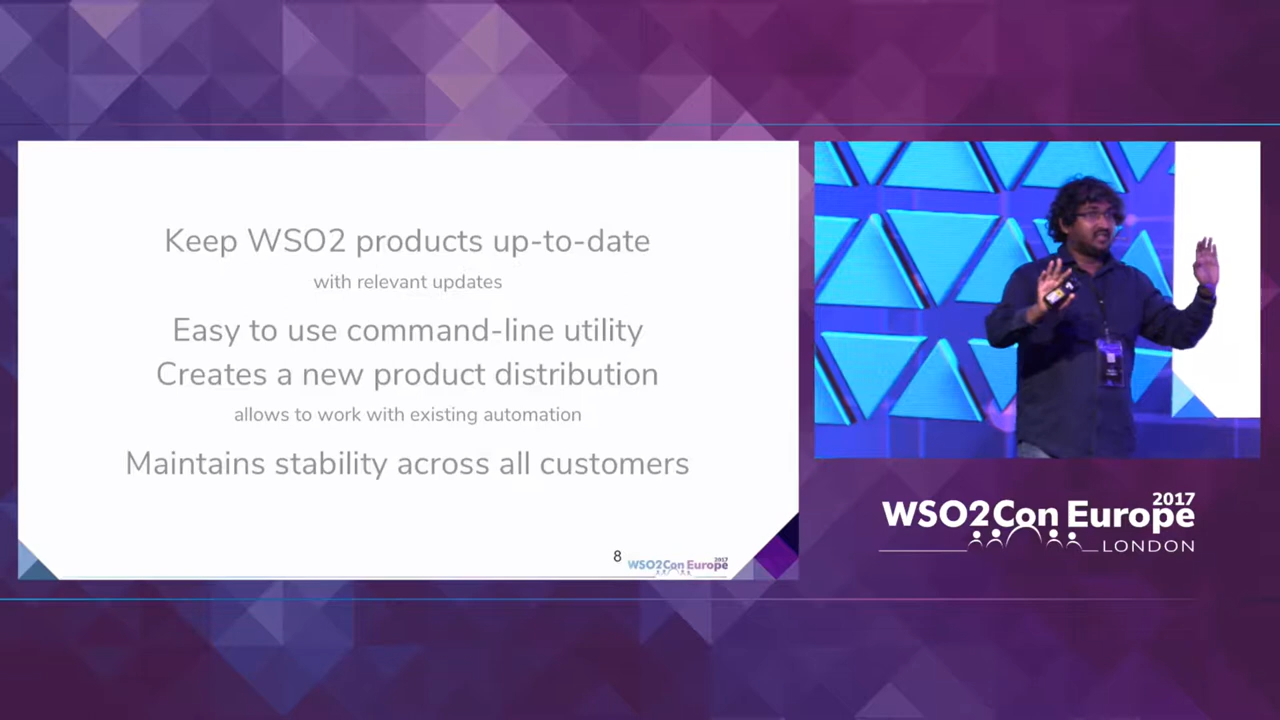 Keep WSO2 products up-to-date
with relevant updates
Easy to use command-line utility
Creates a new product distribution
allows to work with existing automation
Maintains stability across all customers
8
WSO2Con Europe 2017
2017
WSO2Con Europe
LONDON